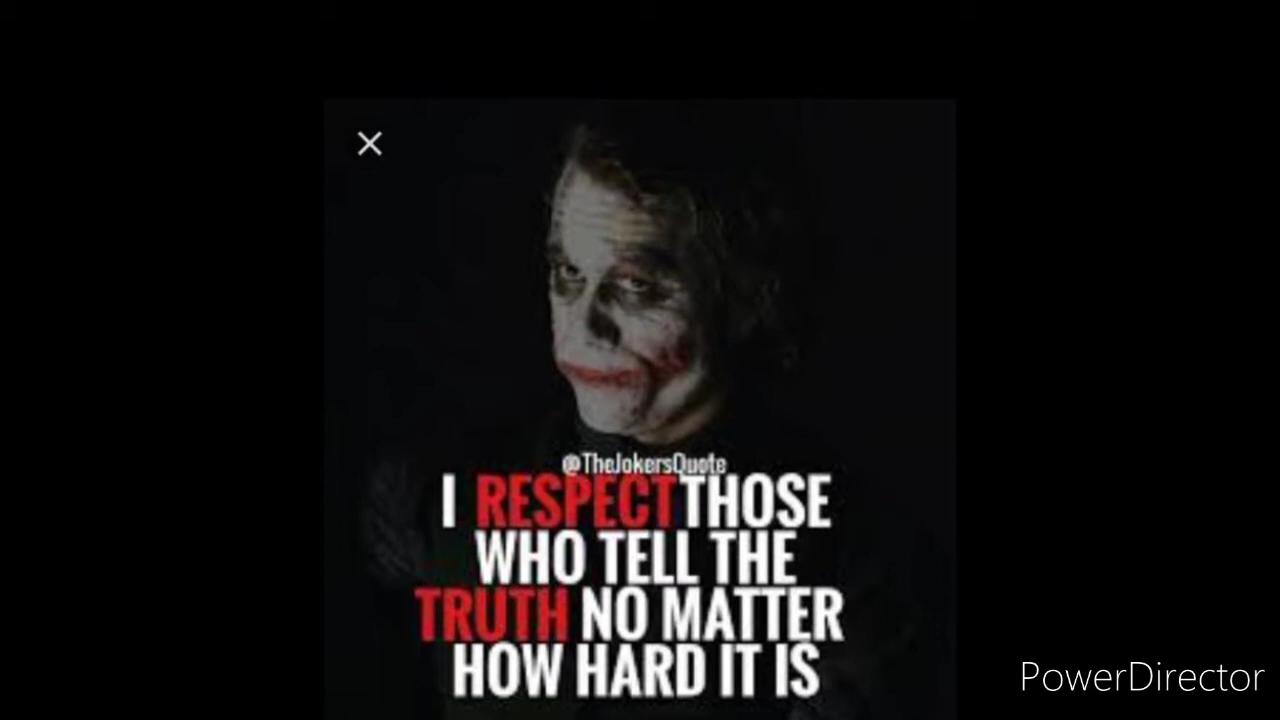 @TheJokersQuote
I RESPECT THOSE
WHO TELL THE
TRUTH NO MATTER
HOW HARD IT IS
PowerDirector